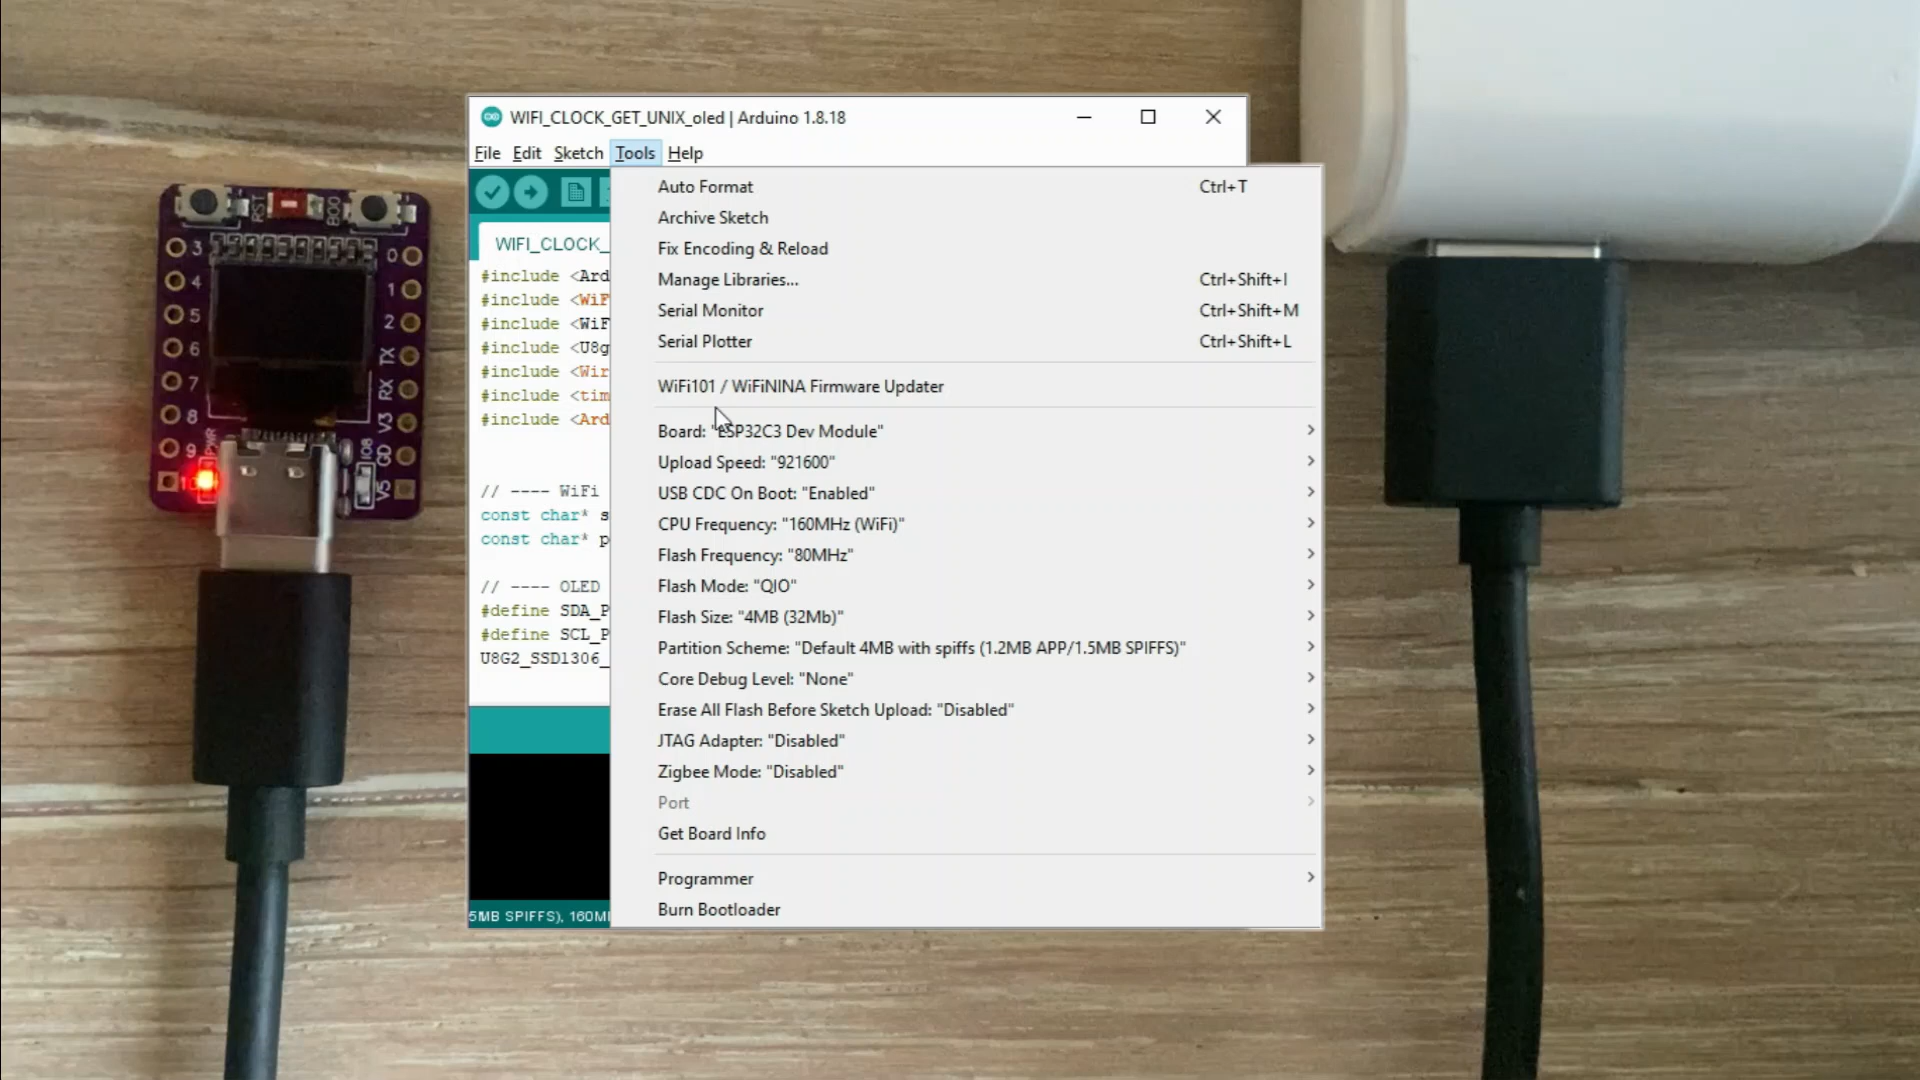 WIFI_CLOCK_GET_UNIX_oled | Arduino 1.8.18
File Edit Sketch Tools Help
WIFI_CLOCK_
#include <Ard
#include <WiF
#include <WiF
#include <U8g
#include <Wir
#include <tim
#include <Ard
// ---- WiFi
const char* s
const char* p
// ---- OLED
#define SDA_P
#define SCL_P
U8G2_SSD1306_
5MB SPIFFS), 160M
Auto Format Ctrl+T
Archive Sketch
Fix Encoding & Reload
Manage Libraries... Ctrl+Shift+I
Serial Monitor Ctrl+Shift+M
Serial Plotter Ctrl+Shift+L
WiFi101 / WiFiNINA Firmware Updater
Board: "ESP32C3 Dev Module"
Upload Speed: "921600"
USB CDC On Boot: "Enabled"
CPU Frequency: "160MHz (WiFi)"
Flash Frequency: "80MHz"
Flash Mode: "QIO"
Flash Size: "4MB (32Mb)"
Partition Scheme: "Default 4MB with spiffs (1.2MB APP/1.5MB SPIFFS)"
Core Debug Level: "None"
Erase All Flash Before Sketch Upload: "Disabled"
JTAG Adapter: "Disabled"
Zigbee Mode: "Disabled"
Port
Get Board Info
Programmer
Burn Bootloader
RST
BOO
3 0
4 1
5 2
6 TX
7 RX
8 V3
9 GD
V5
PWR
IO8